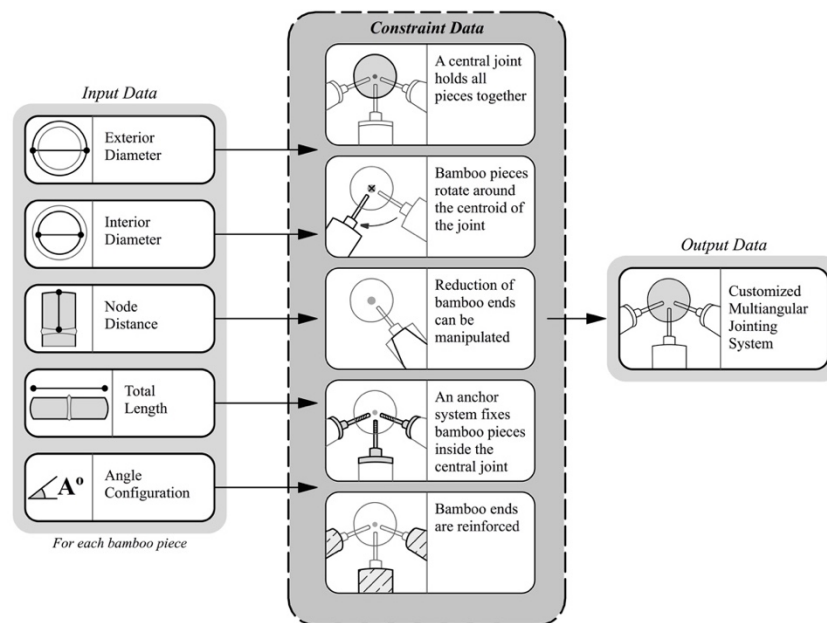 Input Data
Exterior
Diameter
Interior
Diameter
Node
Distance
Total
Length
A°
Angle
Configuration
For each bamboo piece
Constraint Data
A central joint
holds all
pieces together
Bamboo pieces
rotate around
the centroid of
the joint
Reduction of
bamboo ends
can be
manipulated
An anchor
system fixes
bamboo pieces
inside the
central joint
Bamboo ends
are reinforced
Output Data
Customized
Multiangular
Jointing
System